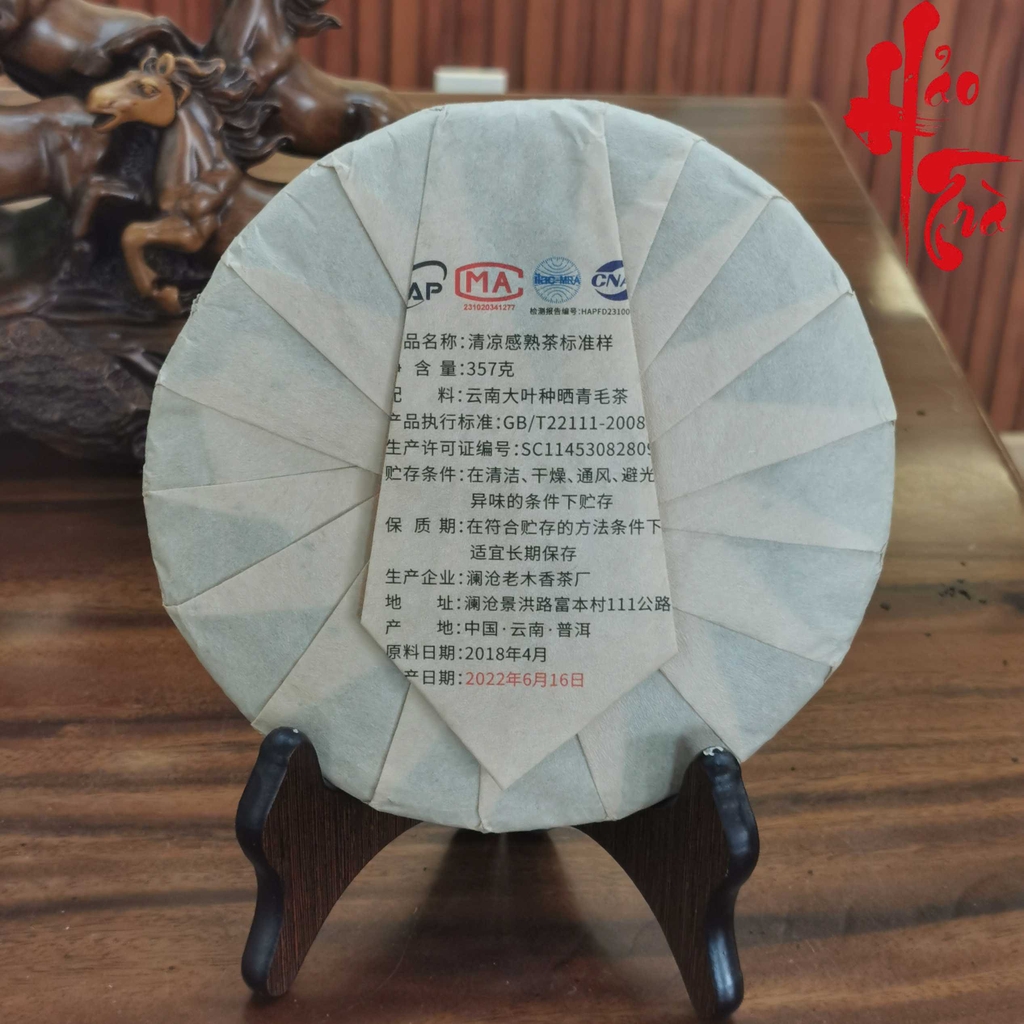 Hảo
Trà
AP MA ilac-MRA CNA
231020341277
检测报告编号:HAPFD23100
品名称:清凉感熟茶标准样
含 量:357克
料:云南大叶种晒青毛茶
产品执行标准:GB/T22111-2008
生产许可证编号:SC11453082809
贮存条件:在清洁、干燥、通风、避光
异味的条件下贮存
保 质 期:在符合贮存的方法条件下
适宜长期保存
生产企业:澜沧老木香茶厂
地 址:澜沧景洪路富本村111公路
产 地:中国·云南·普洱
原料日期:2018年4月
产日期:2022年6月16日